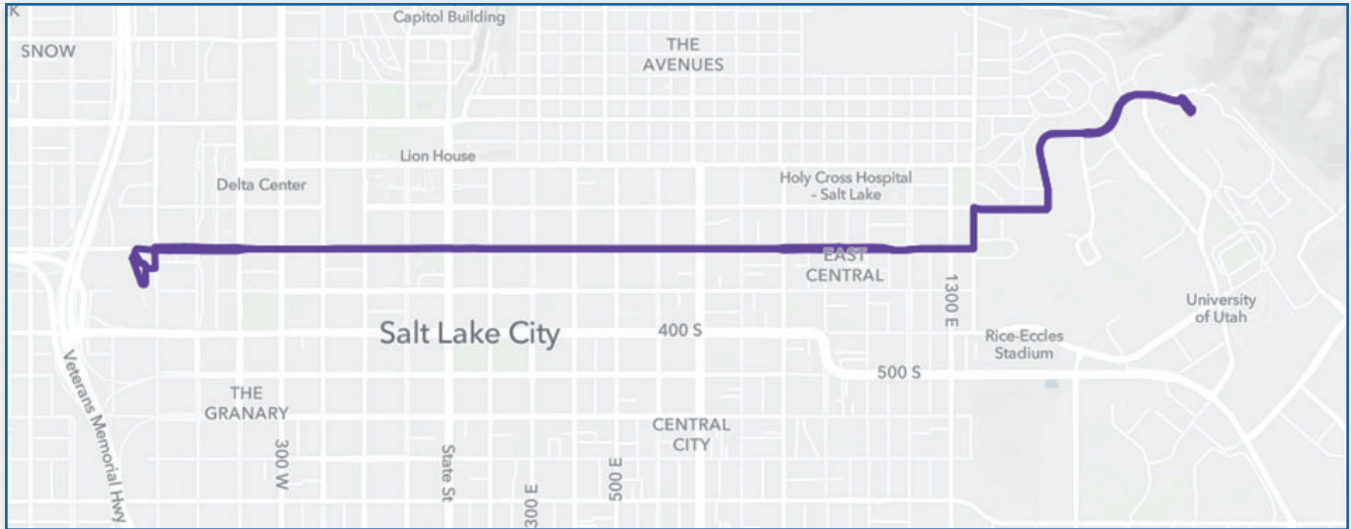 K
Capitol Building
SNOW
THE
AVENUES
Lion House
Delta Center
Holy Cross Hospital
- Salt Lake
EAST
CENTRAL
1300 E
University
of Utah
Salt Lake City
400 S
Rice-Eccles
Stadium
500 S
Veterans Memorial Hwy
THE
GRANARY
CENTRAL
CITY
300 W
State St
300 E
500 E